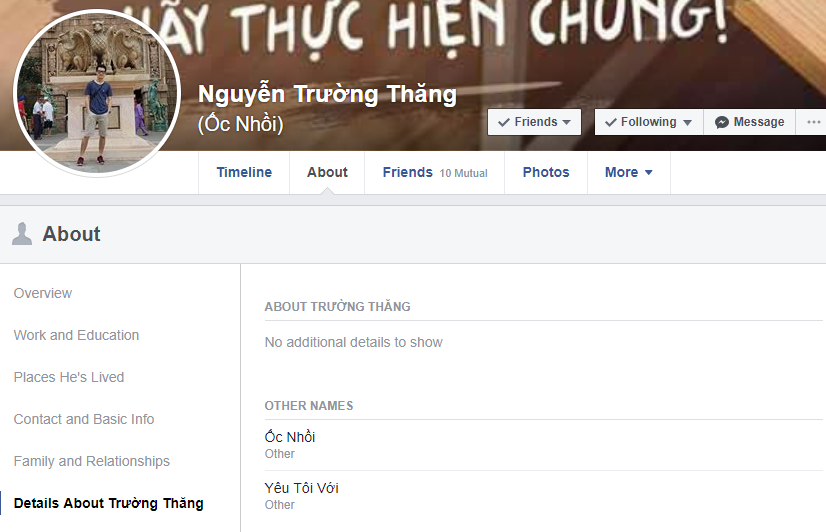 HÃY THỰC HIỆN CHÚNG!
Nguyễn Trường Thăng
(Ốc Nhồi)
Friends
Following
Message
Timeline
About
Friends 10 Mutual
Photos
More
About
Overview
Work and Education
Places He's Lived
Contact and Basic Info
Family and Relationships
Details About Trường Thăng
ABOUT TRƯỜNG THĂNG
No additional details to show
OTHER NAMES
Ốc Nhồi
Other
Yêu Tôi Với
Other